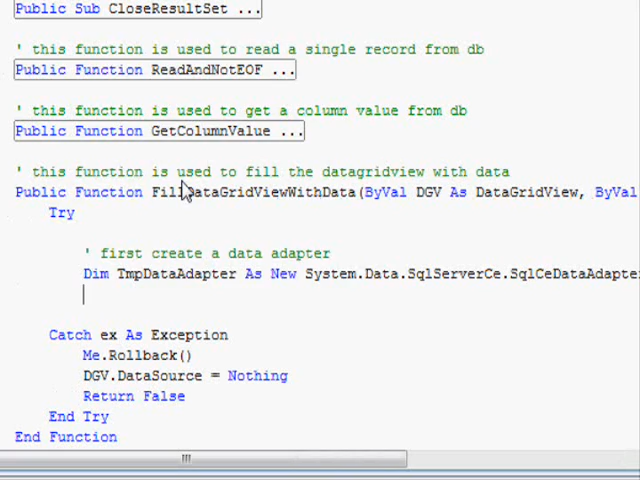 Public Sub CloseResultSet ...
' this function is used to read a single record from db
Public Function ReadAndNotEOF ...
' this function is used to get a column value from db
Public Function GetColumnValue ...
' this function is used to fill the datagridview with data
Public Function FillDataGridViewWithData(ByVal DGV As DataGridView, ByVal
Try
' first create a data adapter
Dim TmpDataAdapter As New System.Data.SqlServerCe.SqlCeDataAdapter
Catch ex As Exception
Me.Rollback()
DGV.DataSource = Nothing
Return False
End Try
End Function